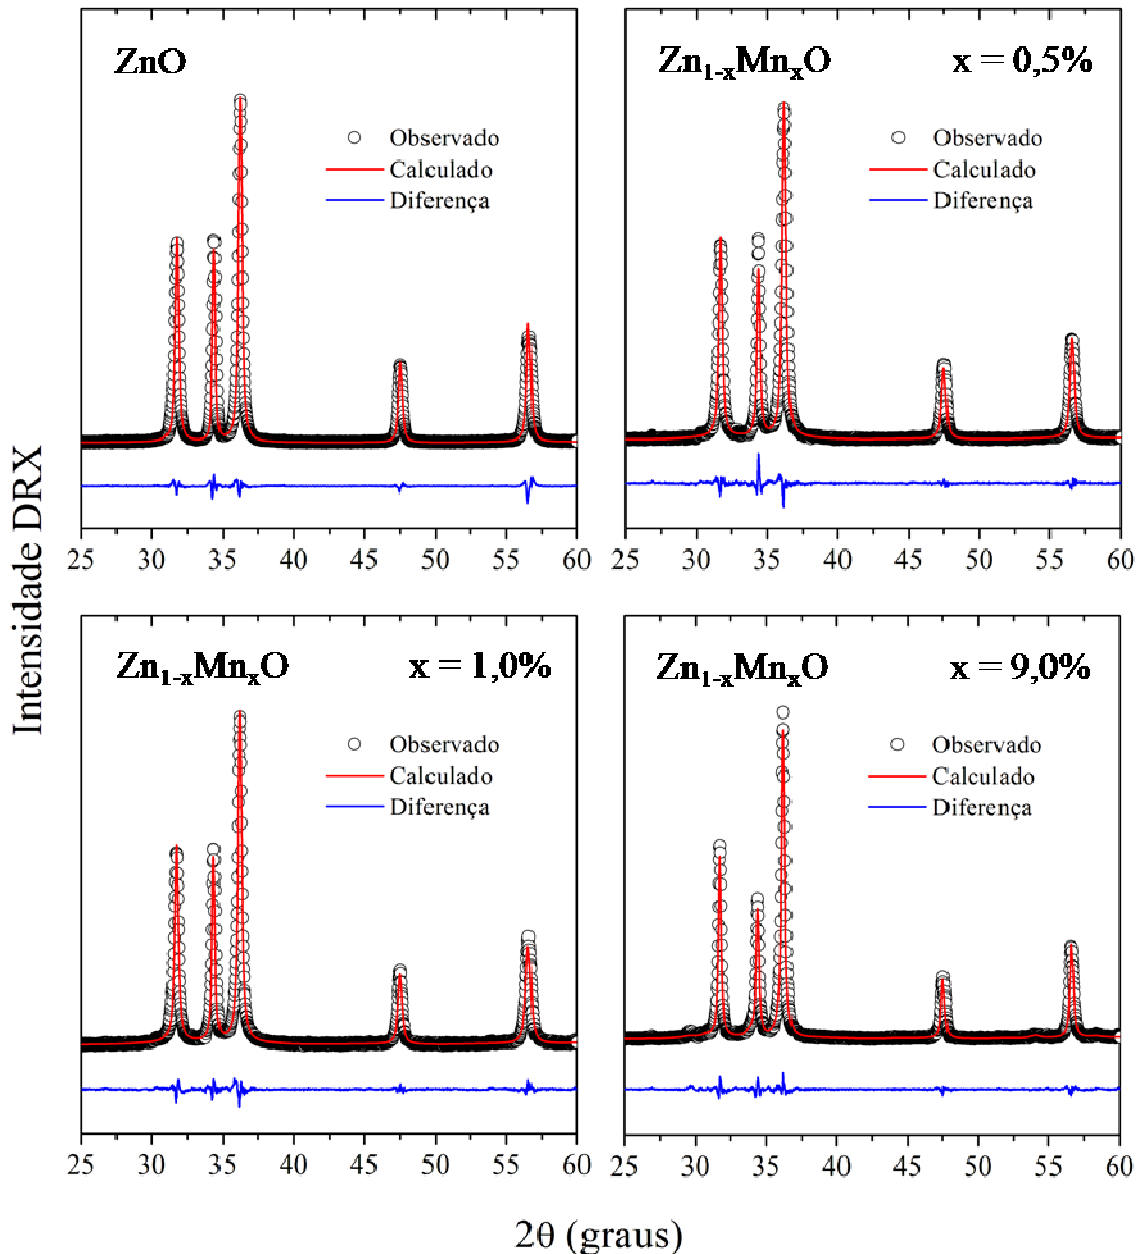 Intensidade DRX
ZnO
Observado
Calculado
Diferença
25 30 35 40 45 50 55 60
Zn₁₋ₓMnₓO x = 0,5%
Observado
Calculado
Diferença
25 30 35 40 45 50 55 60
Zn₁₋ₓMnₓO x = 1,0%
Observado
Calculado
Diferença
25 30 35 40 45 50 55 60
Zn₁₋ₓMnₓO x = 9,0%
Observado
Calculado
Diferença
25 30 35 40 45 50 55 60
2θ (graus)